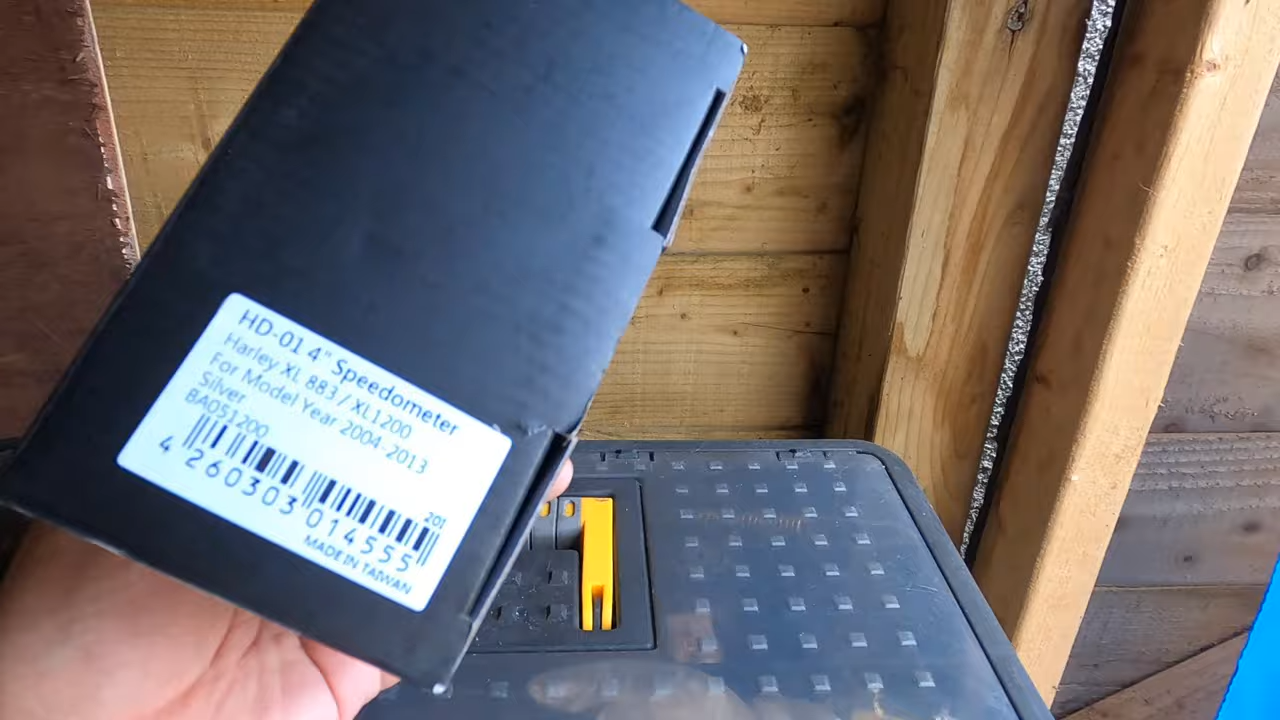 HD-01 4" Speedometer
Harley XL 883 / XL1200
For Model Year 2004-2013
Silver
BA051200
201
4 260303 014555
MADE IN TAIWAN